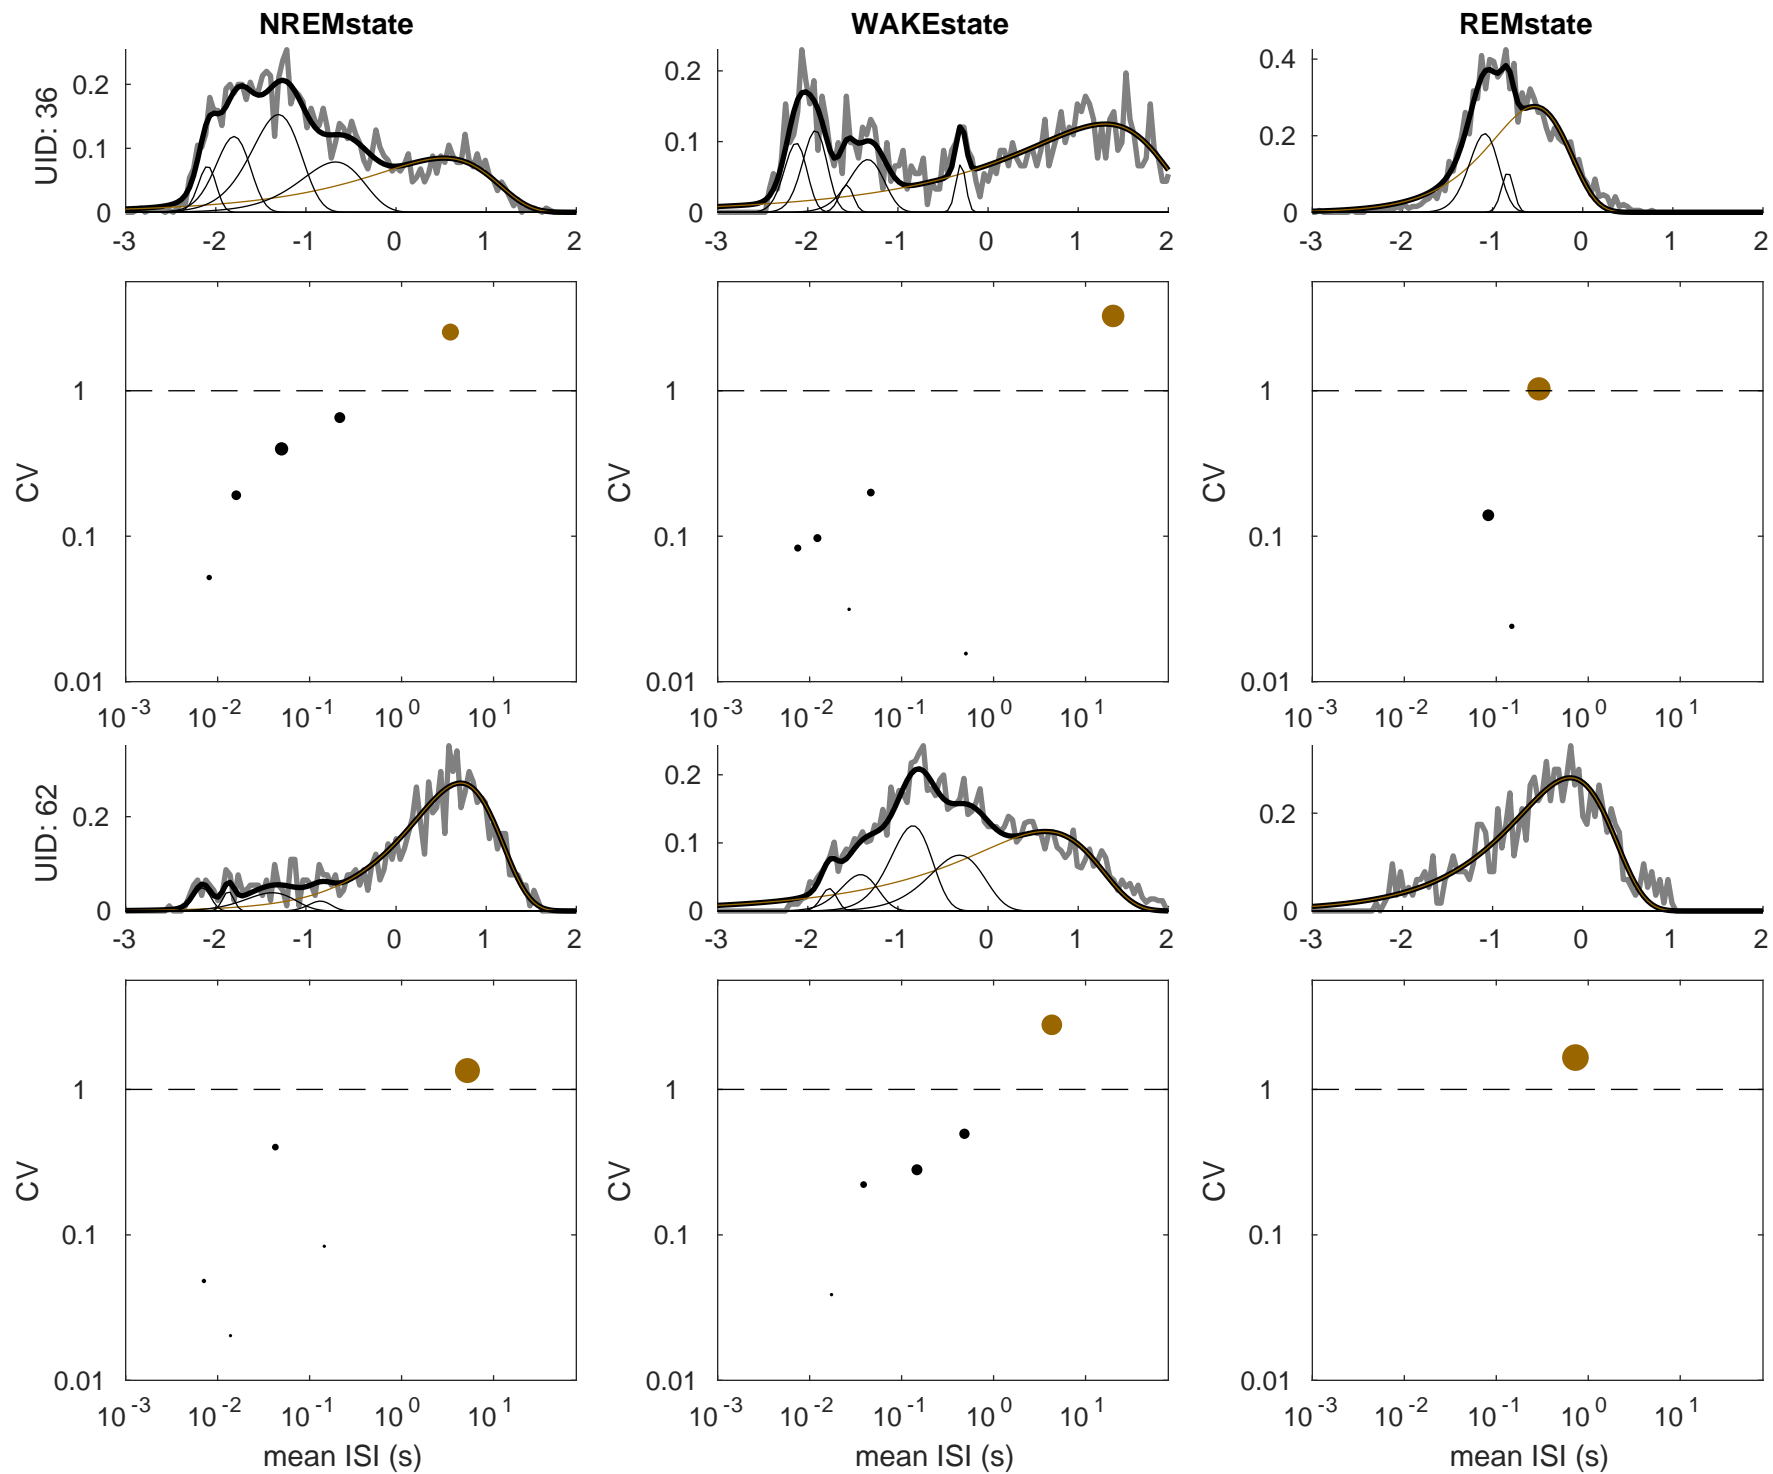 NREMstate WAKEstate REMstate
UID: 36
0.2 0.1 0
0.2 0.1 0
0.4 0.2 0
-3 -2 -1 0 1 2
-3 -2 -1 0 1 2
-3 -2 -1 0 1 2
CV 1 0.1 0.01
CV 1 0.1 0.01
CV 1 0.1 0.01
10^-3 10^-2 10^-1 10^0 10^1
10^-3 10^-2 10^-1 10^0 10^1
10^-3 10^-2 10^-1 10^0 10^1
UID: 62
0.2 0
0.2 0.1 0
0.2 0
-3 -2 -1 0 1 2
-3 -2 -1 0 1 2
-3 -2 -1 0 1 2
CV 1 0.1 0.01
CV 1 0.1 0.01
CV 1 0.1 0.01
10^-3 10^-2 10^-1 10^0 10^1
10^-3 10^-2 10^-1 10^0 10^1
10^-3 10^-2 10^-1 10^0 10^1
mean ISI (s) mean ISI (s) mean ISI (s)